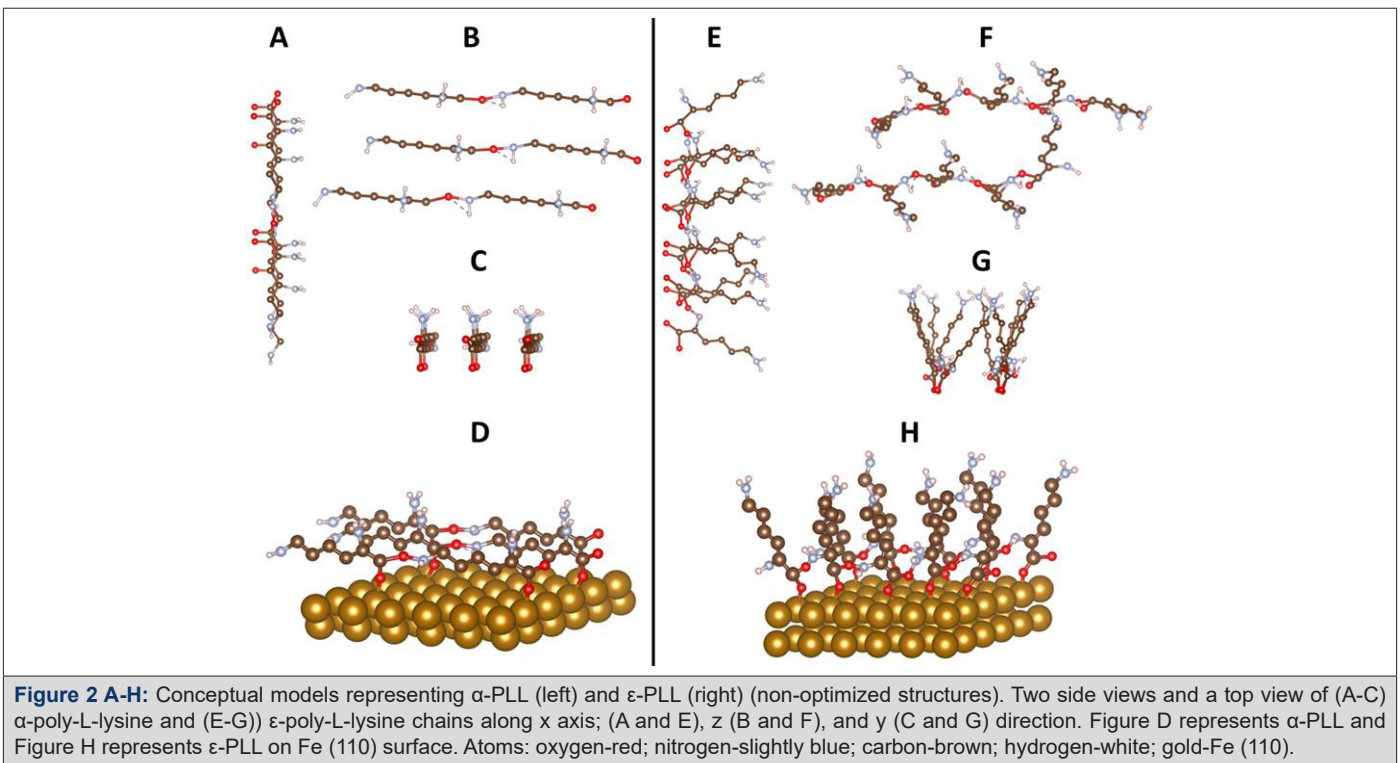 A
B
E
F
C
G
D
H
Figure 2 A-H: Conceptual models representing α-PLL (left) and ε-PLL (right) (non-optimized structures). Two side views and a top view of (A-C)
α-poly-L-lysine and (E-G)) ε-poly-L-lysine chains along x axis; (A and E), z (B and F), and y (C and G) direction. Figure D represents α-PLL and
Figure H represents ε-PLL on Fe (110) surface. Atoms: oxygen-red; nitrogen-slightly blue; carbon-brown; hydrogen-white; gold-Fe (110).